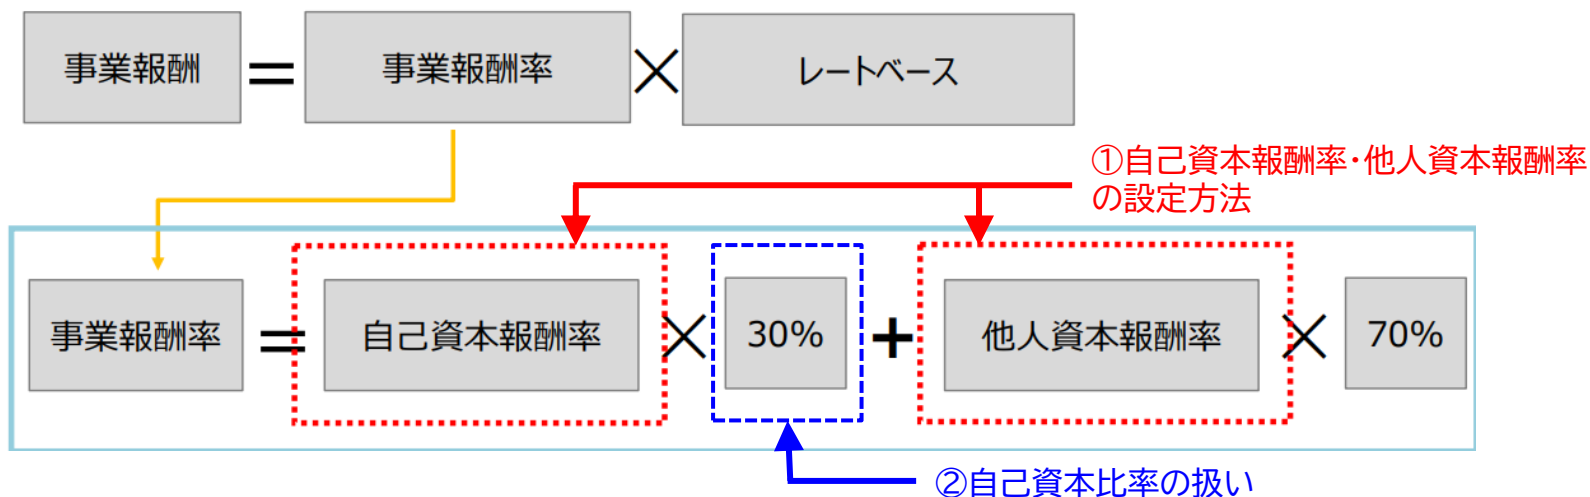 事業報酬 = 事業報酬率 × レートベース
①自己資本報酬率・他人資本報酬率
の設定方法
事業報酬率 = 自己資本報酬率 × 30% + 他人資本報酬率 × 70%
②自己資本比率の扱い